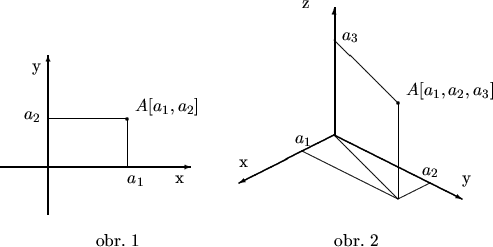 y
a₂
A[a₁, a₂]
a₁
x
obr. 1
z
a₃
A[a₁, a₂, a₃]
a₁
x
a₂
y
obr. 2